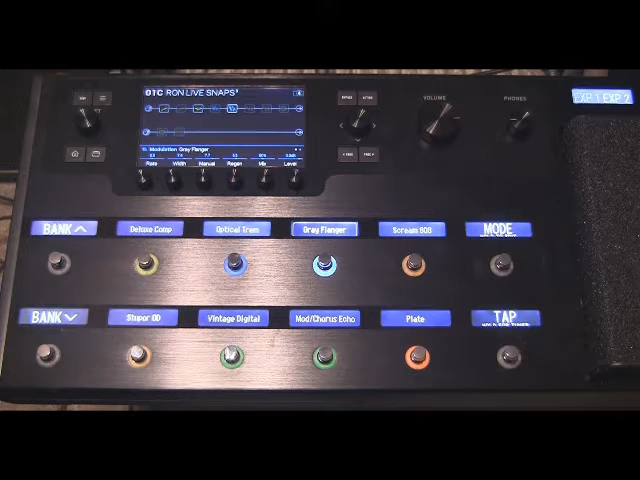 01C RON LIVE SNAPS
VOLUME
PHONES
EXP 1 EXP 2
Modulation Gray Flanger
Rate Width Manual Regen Mix Level
BANK
Deluxe Comp
Optical Trem
Gray Flanger
Scream 808
MODE
BANK
Stupor OD
Vintage Digital
Mod/Chorus Echo
Plate
TAP